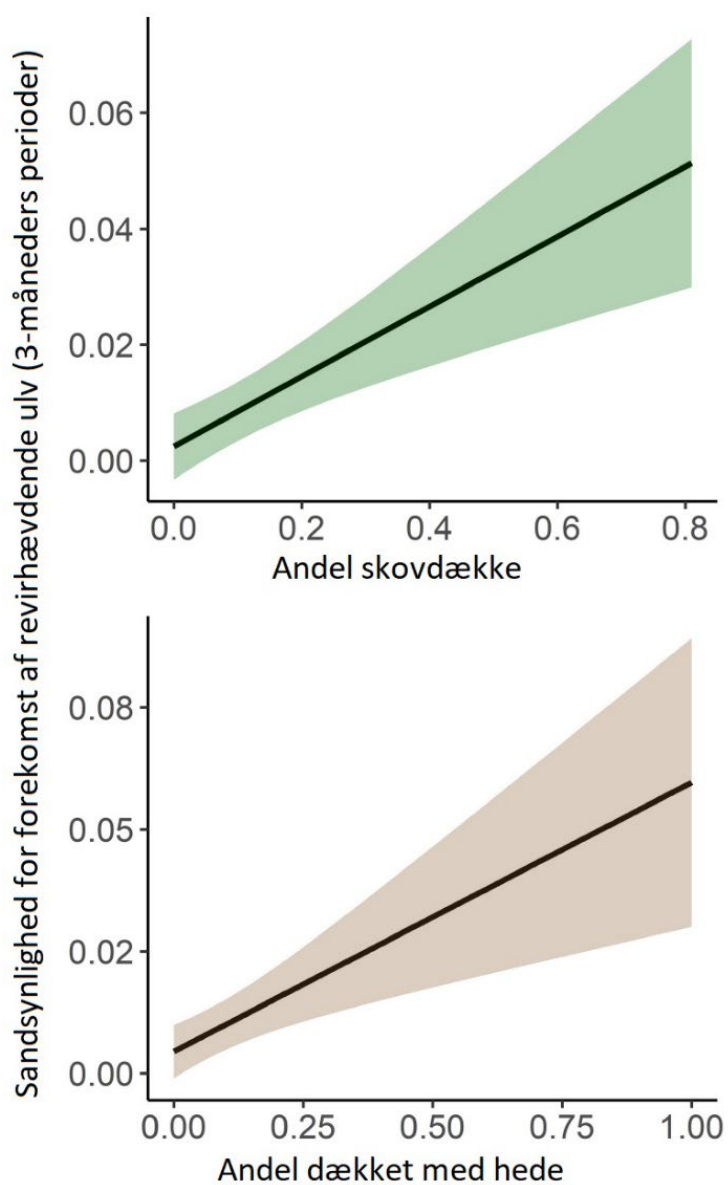 Sandsynlighed for forekomst af revirhævdende ulv (3-måneders perioder)
0.06
0.04
0.02
0.00
0.0 0.2 0.4 0.6 0.8
Andel skovdække
0.08
0.05
0.02
0.00
0.00 0.25 0.50 0.75 1.00
Andel dækket med hede